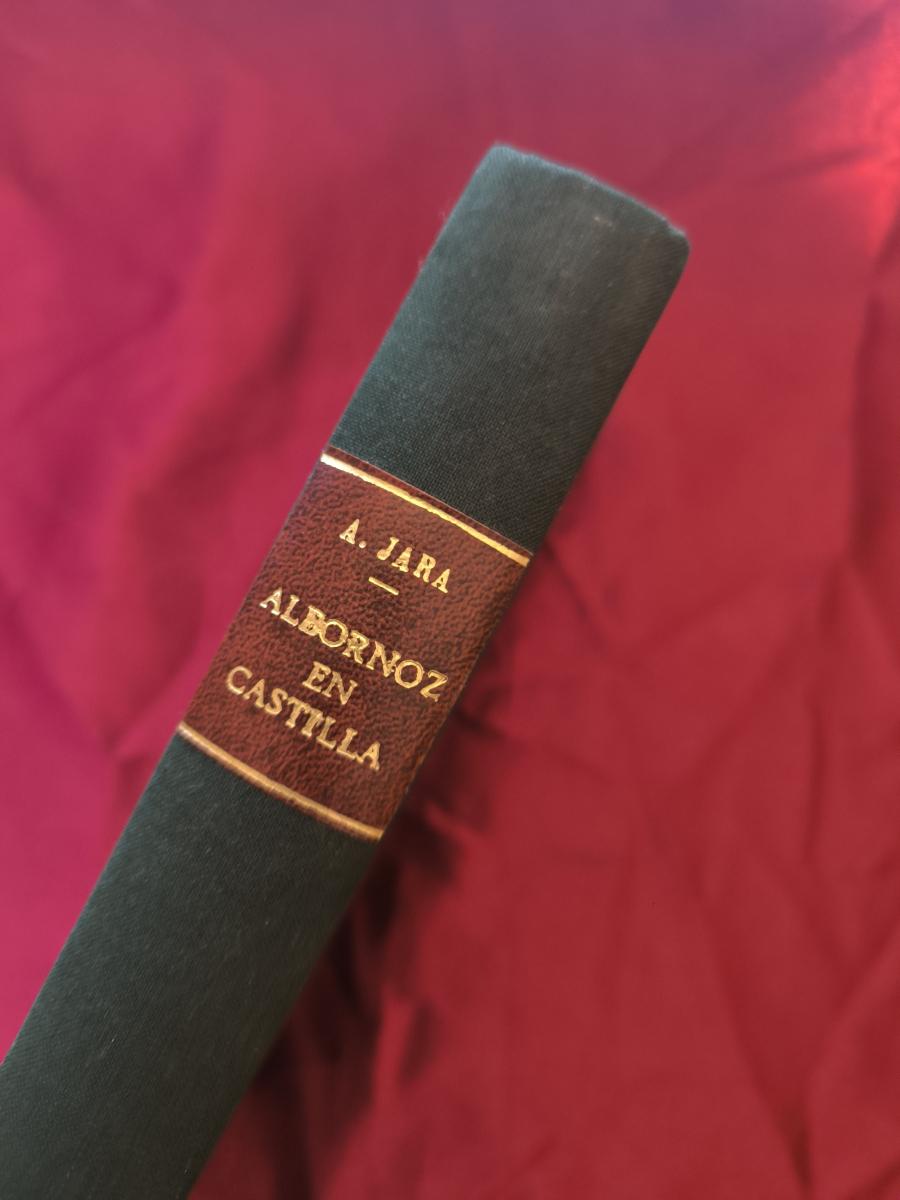 A. JARA
ALBORNOZ
EN
CASTILLA